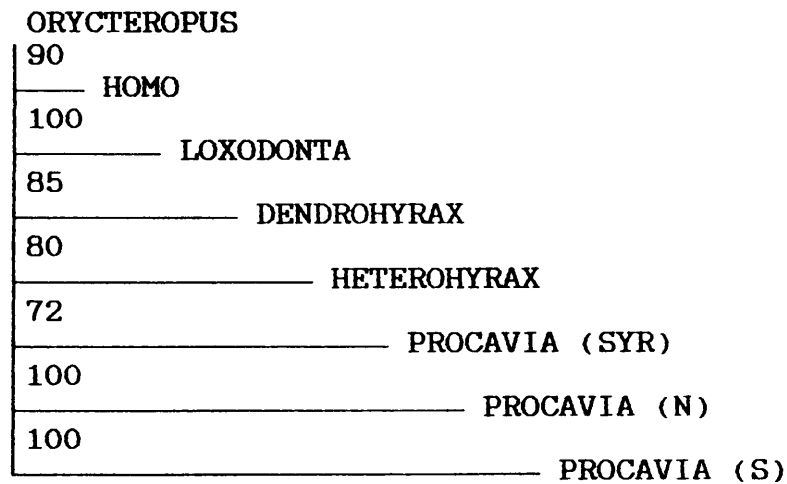 ORYCTEROPUS
90
HOMO
100
LOXODONTA
85
DENDROHYRAX
80
HETEROHYRAX
72
PROCAVIA (SYR)
100
PROCAVIA (N)
100
PROCAVIA (S)